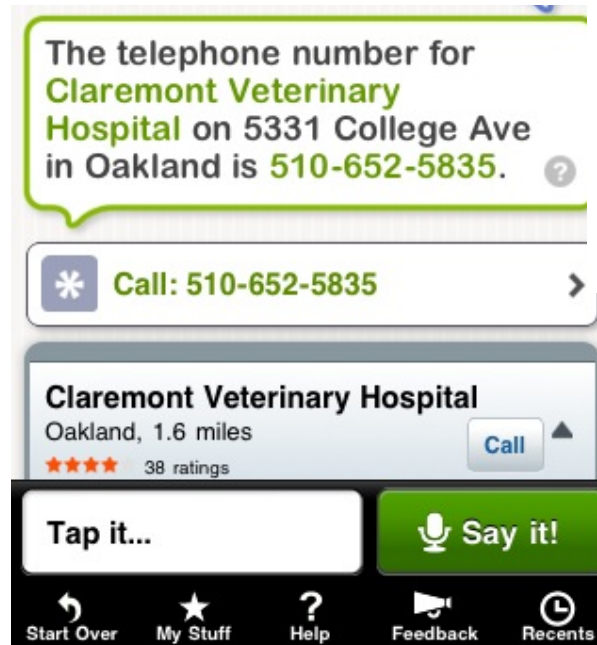 The telephone number for
Claremont Veterinary
Hospital on 5331 College Ave
in Oakland is 510-652-5835. ?
Call: 510-652-5835
Claremont Veterinary Hospital
Oakland, 1.6 miles
38 ratings
Call
Tap it...
Say it!
Start Over
My Stuff
Help
Feedback
Recents